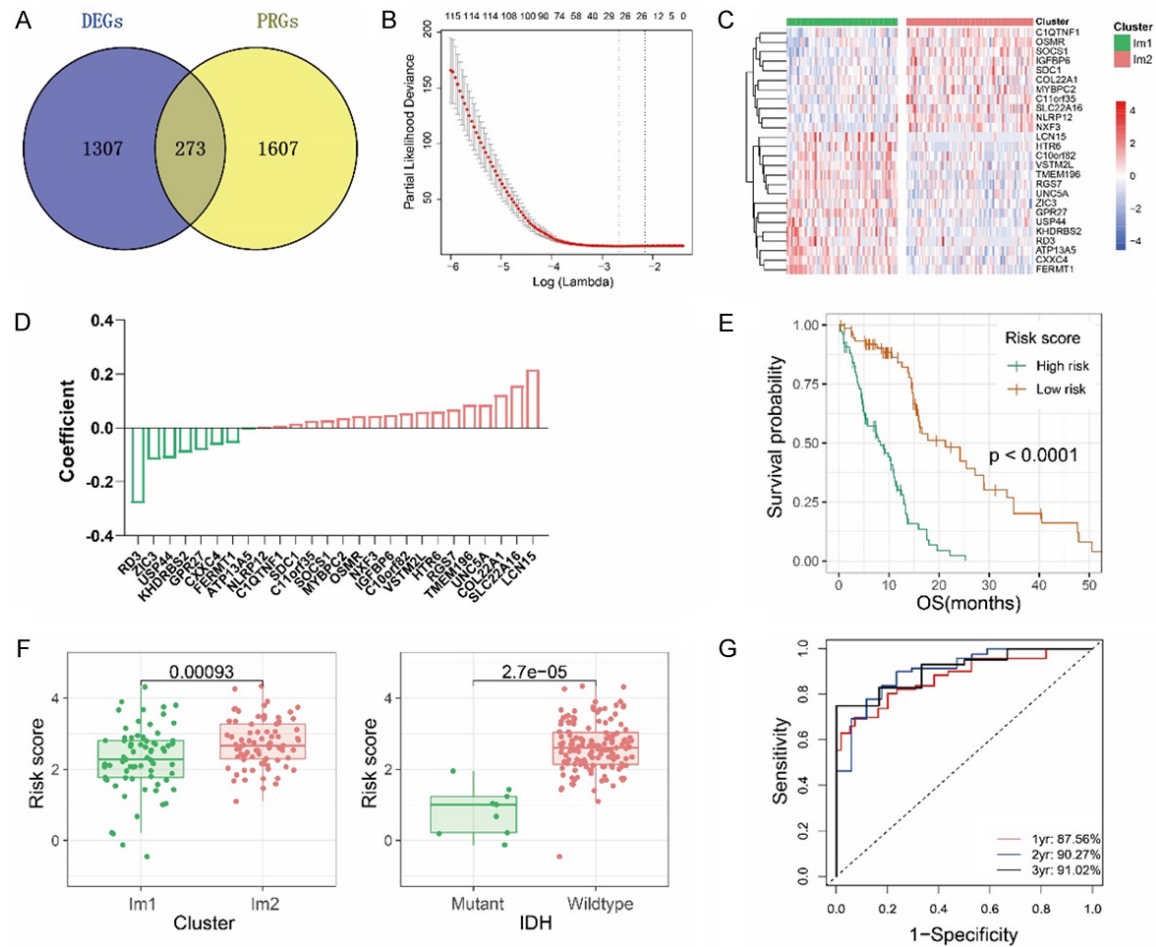 A
DEGs
PRGs
1307
273
1607
B
115 114 114 108 100 90 74 58 40 29 26 26 12 5 0
Partial Likelihood Deviance
200
150
100
50
-6 -5 -4 -3 -2
Log (Lambda)
C
Cluster
C1QTNF1
OSMR
SOCS1
IGFBP6
SDC1
COL22A1
MYBPC2
C11orf35
SLC22A16
NLRP12
NXF3
LCN15
HTR6
C10orf82
VSTM2L
TMEM196
RGS7
UNC5A
ZIC3
GPR27
USP44
KHDRBS2
RD3
ATP13A5
CXXC4
FERMT1
Cluster
Im1
Im2
4
2
0
-2
-4
D
Coefficient
0.4
0.2
0.0
-0.2
-0.4
RD3
ZIC3
USP44
KHDRBS2
GPR27
CXXC4
FERMT1
ATP13A5
NLRP12
C1QTNF1
SDC1
C11orf35
SOCS1
MYBPC2
OSMR
NXF3
IGFBP6
C10orf82
VSTM2L
HTR6
RGS7
TMEM196
UNC5A
COL22A1
SLC22A16
LCN15
E
Survival probability
1.00
0.75
0.50
0.25
0.00
Risk score
High risk
Low risk
p < 0.0001
0 10 20 30 40 50
OS(months)
F
Risk score
4
2
0
0.00093
Im1 Im2
Cluster
Risk score
4
2
0
2.7e-05
Mutant Wildtype
IDH
G
Sensitivity
1.0
0.8
0.6
0.4
0.2
0.0
1yr: 87.56%
2yr: 90.27%
3yr: 91.02%
0.0 0.2 0.4 0.6 0.8 1.0
1-Specificity